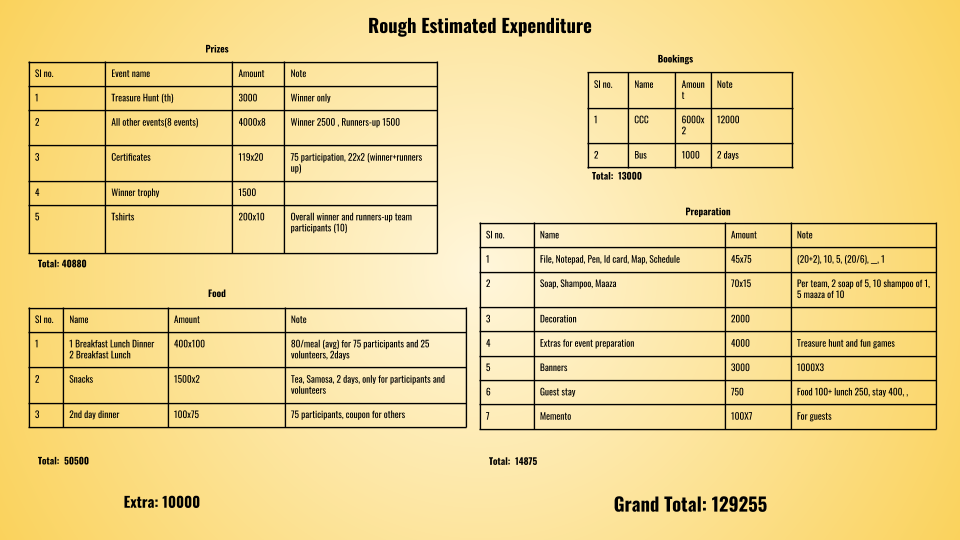 Rough Estimated Expenditure
Prizes
Sl no. Event name Amount Note
1 Treasure Hunt (th) 3000 Winner only
2 All other events(8 events) 4000x8 Winner 2500 , Runners-up 1500
3 Certificates 119x20 75 participation, 22x2 (winner+runners
up)
4 Winner trophy 1500
5 Tshirts 200x10 Overall winner and runners-up team
participants (10)
Total: 40880
Food
Sl no. Name Amount Note
1 1 Breakfast Lunch Dinner 400x100 80/meal (avg) for 75 participants and 25
2 Breakfast Lunch volunteers, 2days
2 Snacks 1500x2 Tea, Samosa, 2 days, only for participants and
volunteers
3 2nd day dinner 100x75 75 participants, coupon for others
Total: 50500
Extra: 10000
Bookings
Sl no. Name Amoun Note
t
1 CCC 6000x 12000
2
2 Bus 1000 2 days
Total: 13000
Preparation
Sl no. Name Amount Note
1 File, Notepad, Pen, Id card, Map, Schedule 45x75 (20+2), 10, 5, (20/6), __, 1
2 Soap, Shampoo, Maaza 70x15 Per team, 2 soap of 5, 10 shampoo of 1,
5 maaza of 10
3 Decoration 2000
4 Extras for event preparation 4000 Treasure hunt and fun games
5 Banners 3000 1000X3
6 Guest stay 750 Food 100+ lunch 250, stay 400, ,
7 Memento 100X7 For guests
Total: 14875
Grand Total: 129255